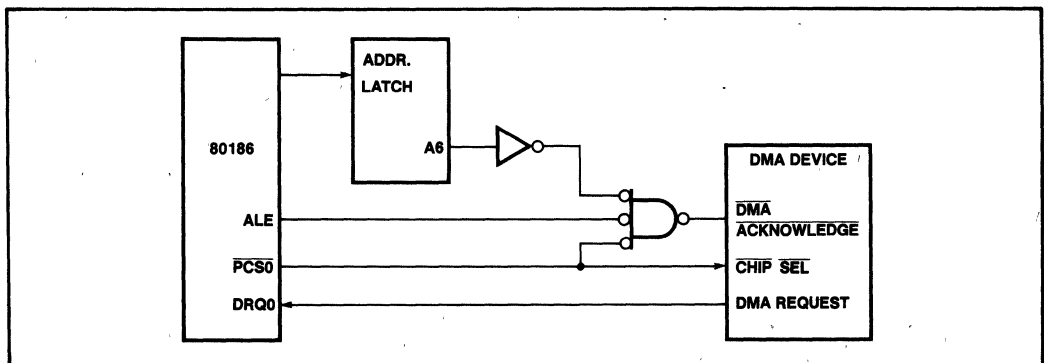 80186
ALE
PCS0
DRQ0
ADDR.
LATCH
A6
DMA DEVICE
DMA
ACKNOWLEDGE
CHIP SEL
DMA REQUEST